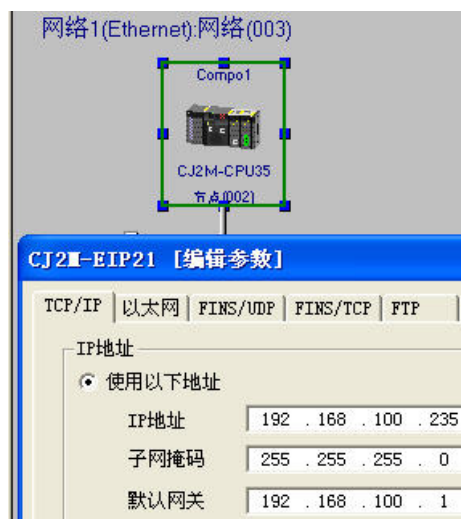 网络1(Ethernet):网络(003)
Compo1
CJ2M-CPU35
节点(002)
CJ2M-EIP21 [编辑参数]
TCP/IP 以太网 FINS/UDP FINS/TCP FTP
IP地址
使用以下地址
IP地址 192 . 168 . 100 . 235
子网掩码 255 . 255 . 255 . 0
默认网关 192 . 168 . 100 . 1